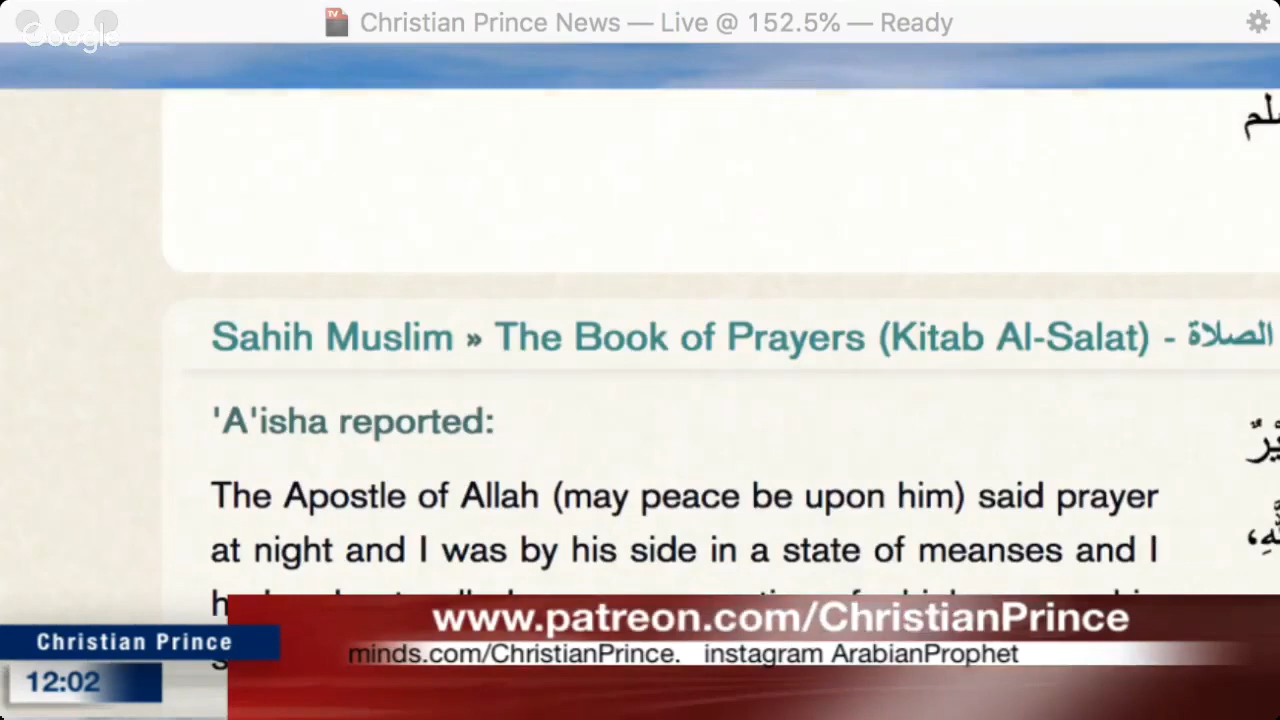 Google
Christian Prince News — Live @ 152.5% — Ready
Sahih Muslim » The Book of Prayers (Kitab Al-Salat) - الصلاة
'A'isha reported:
The Apostle of Allah (may peace be upon him) said prayer
at night and I was by his side in a state of meanses and I
www.patreon.com/ChristianPrince
Christian Prince
minds.com/ChristianPrince. instagram ArabianProphet
12:02